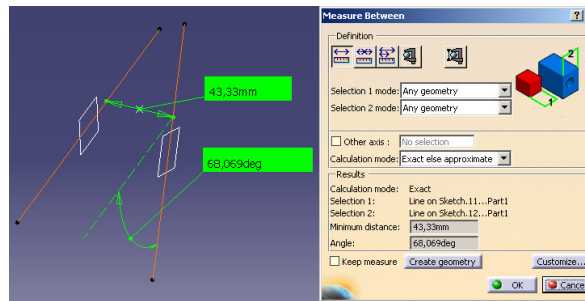 43,33mm
68,069deg
Measure Between
?
Definition
2
1
Selection 1 mode: Any geometry
Selection 2 mode: Any geometry
Other axis : No selection
Calculation mode: Exact else approximate
Results
Calculation mode: Exact
Selection 1: Line on Sketch.11...Part1
Selection 2: Line on Sketch.12...Part1
Minimum distance: 43,33mm
Angle: 68,069deg
Keep measure Create geometry Customize...
OK Cance